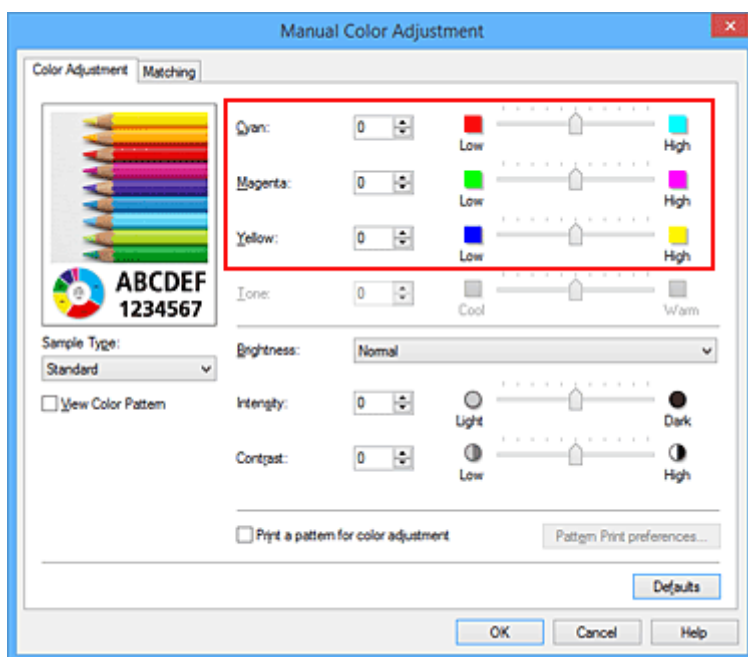 Manual Color Adjustment
Color Adjustment Matching
Cyan: 0 Low High
Magenta: 0 Low High
Yellow: 0 Low High
ABCDEF
1234567
Tone: 0 Cool Warm
Sample Type:
Standard
Brightness: Normal
View Color Pattern
Intensity: 0 Light Dark
Contrast: 0 Low High
Print a pattern for color adjustment Pattern Print preferences...
Defaults
OK Cancel Help